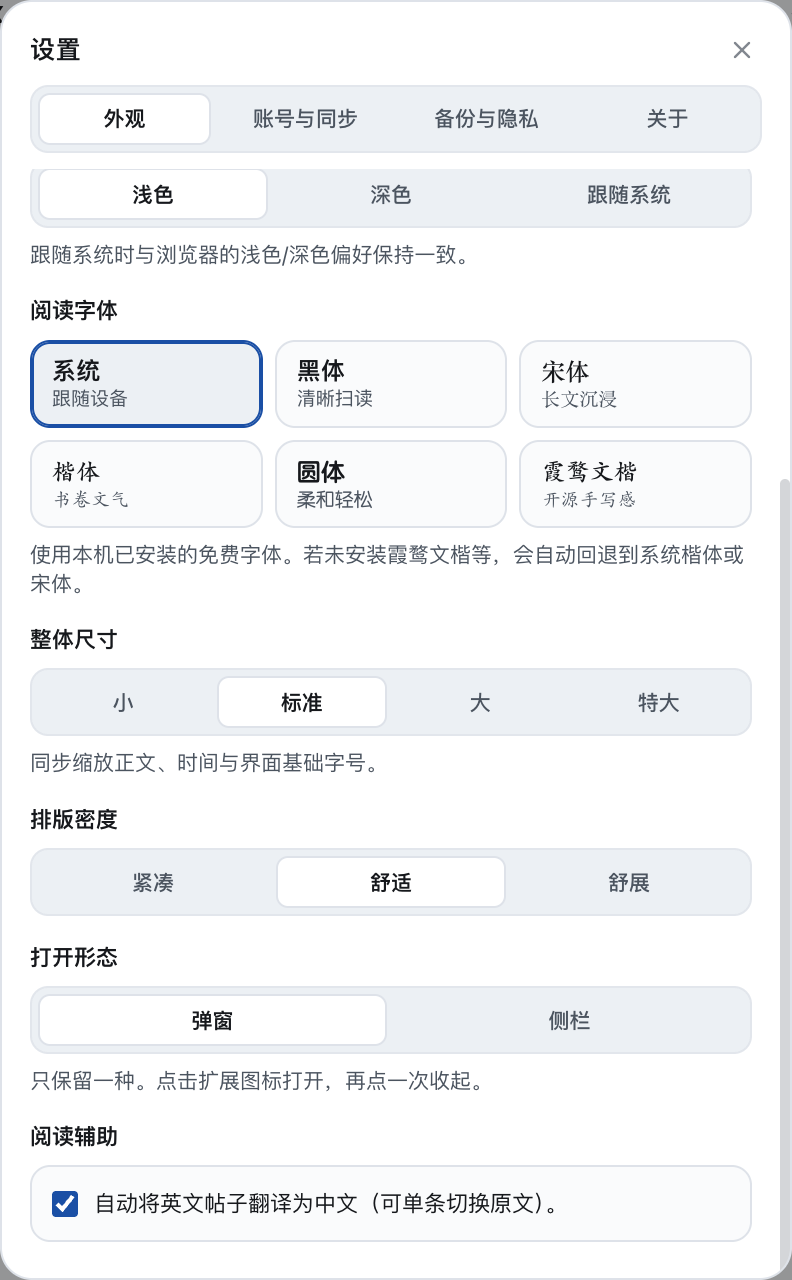 设置
外观 账号与同步 备份与隐私 关于
浅色 深色 跟随系统
跟随系统时与浏览器的浅色/深色偏好保持一致。
阅读字体
系统 黑体 宋体
跟随设备 清晰扫读 长文沉浸
楷体 圆体 霞鹜文楷
书卷文气 柔和轻松 开源手写感
使用本机已安装的免费字体。若未安装霞鹜文楷等，会自动回退到系统楷体或
宋体。
整体尺寸
小 标准 大 特大
同步缩放正文、时间与界面基础字号。
排版密度
紧凑 舒适 舒展
打开形态
弹窗 侧栏
只保留一种。点击扩展图标打开，再点一次收起。
阅读辅助
自动将英文帖子翻译为中文（可单条切换原文）。